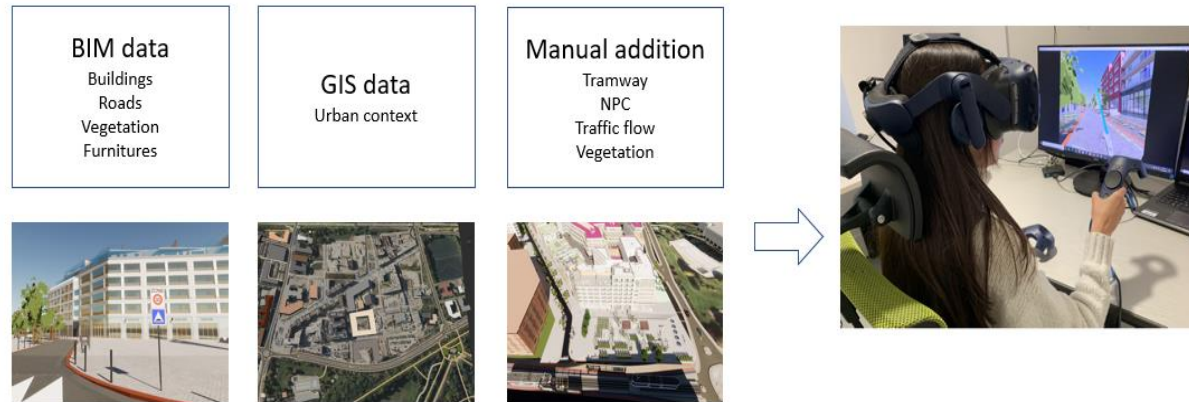 BIM data
Buildings
Roads
Vegetation
Furnitures
GIS data
Urban context
Manual addition
Tramway
NPC
Traffic flow
Vegetation